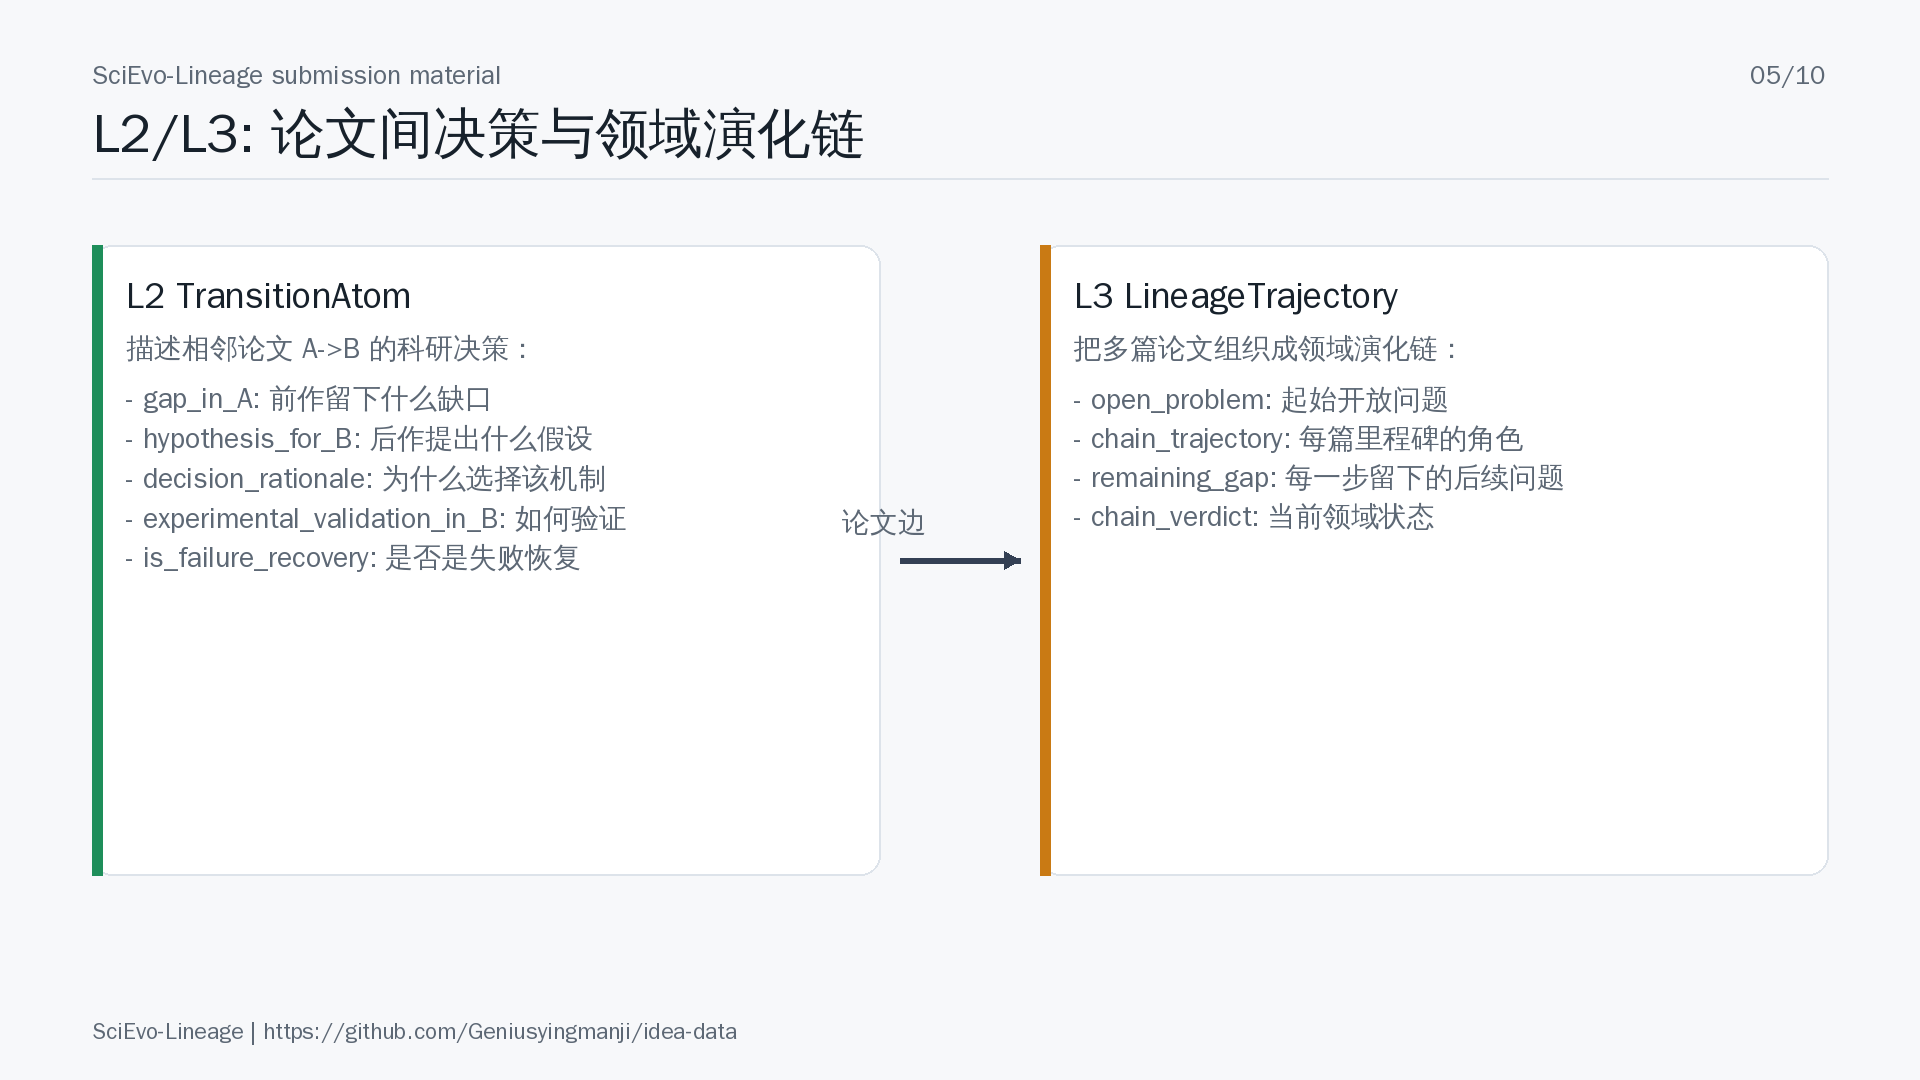 SciEvo-Lineage submission material
05/10
L2/L3: 论文间决策与领域演化链
L2 TransitionAtom
描述相邻论文 A->B 的科研决策：
- gap_in_A: 前作留下什么缺口
- hypothesis_for_B: 后作提出什么假设
- decision_rationale: 为什么选择该机制
- experimental_validation_in_B: 如何验证
- is_failure_recovery: 是否是失败恢复
论文边
L3 LineageTrajectory
把多篇论文组织成领域演化链：
- open_problem: 起始开放问题
- chain_trajectory: 每篇里程碑的角色
- remaining_gap: 每一步留下的后续问题
- chain_verdict: 当前领域状态
SciEvo-Lineage | https://github.com/Geniusyingmanji/idea-data